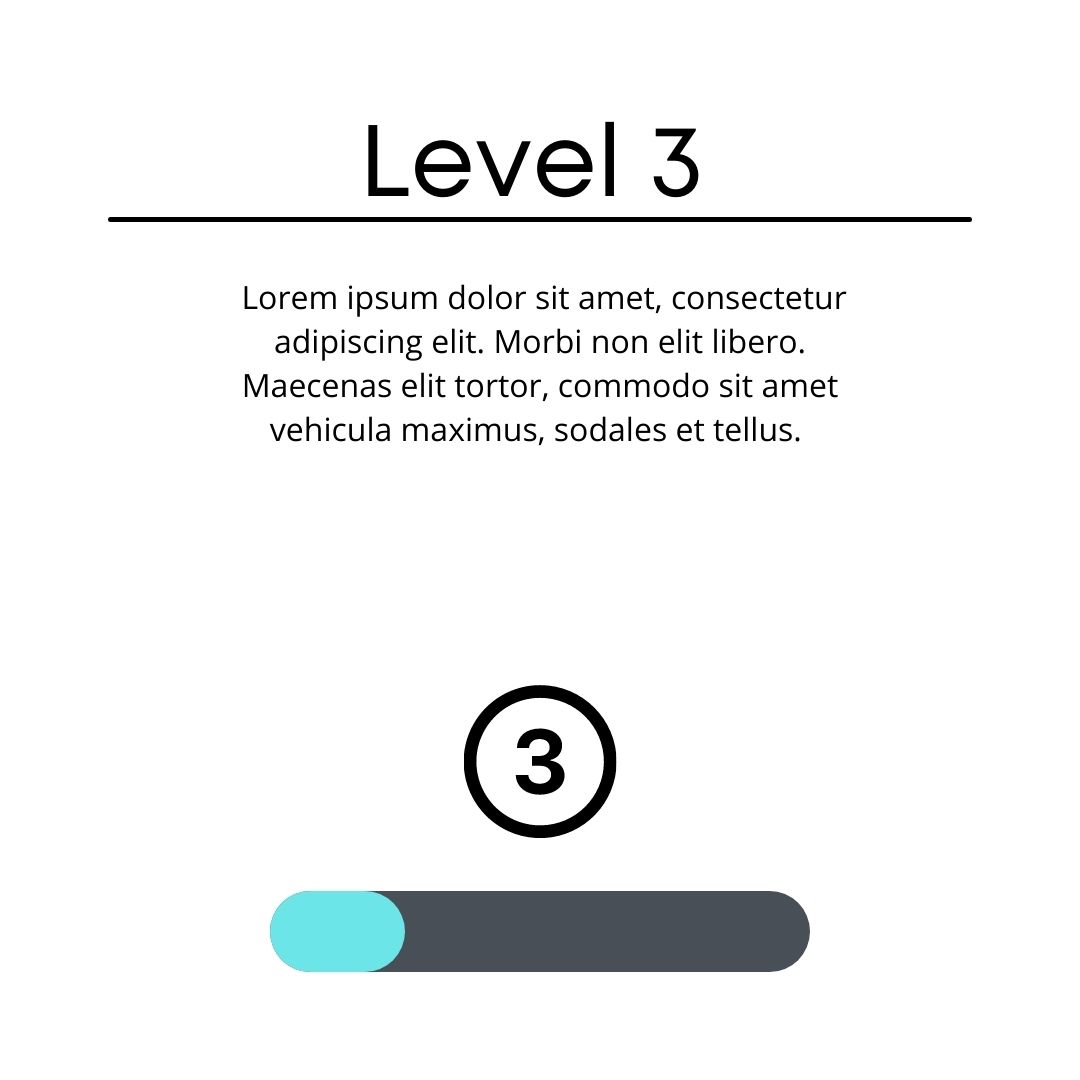 Level 3
Lorem ipsum dolor sit amet, consectetur
adipiscing elit. Morbi non elit libero.
Maecenas elit tortor, commodo sit amet
vehicula maximus, sodales et tellus.
3